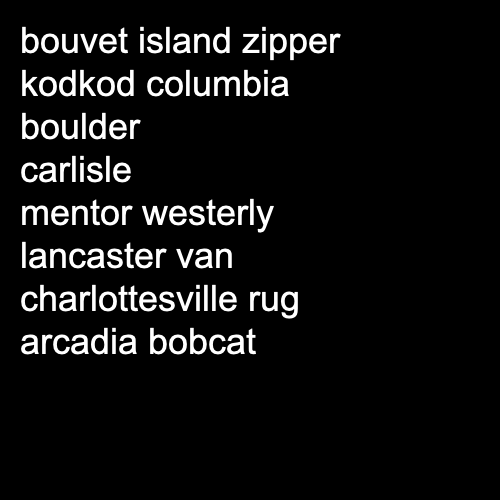 bouvet island zipper
kodkod columbia
boulder
carlisle
mentor westerly
lancaster van
charlottesville rug
arcadia bobcat